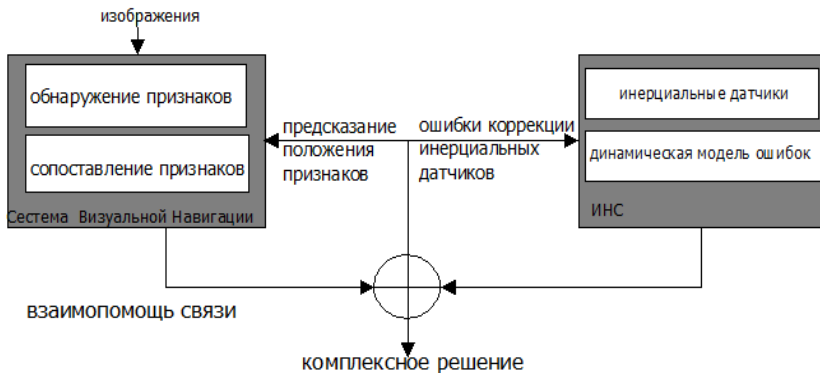 изображения
обнаружение признаков
сопоставление признаков
Сестема Визуальной Навигации
предсказание
положения
признаков
ошибки коррекции
инерциальных
датчиков
инерциальные датчики
динамическая модель ошибок
ИНС
взаимопомощь связи
комплексное решение